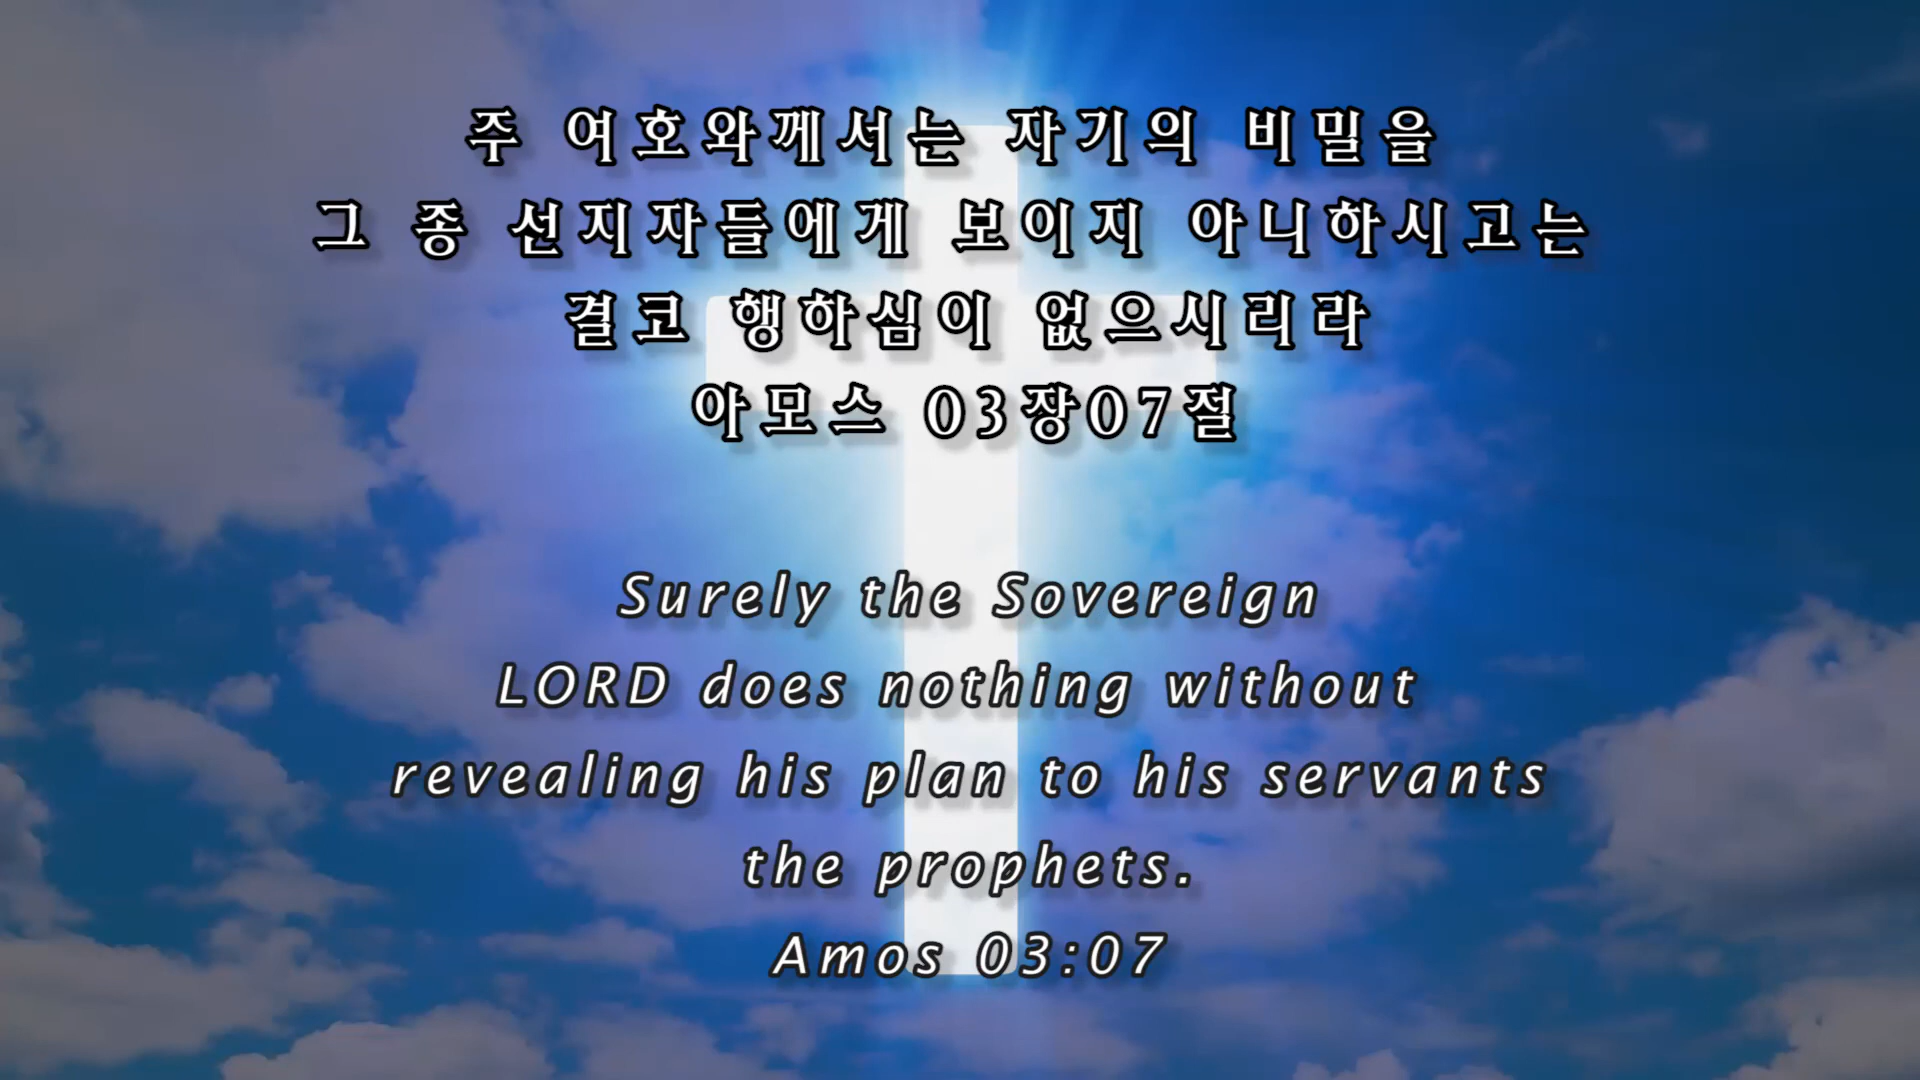 주 여호와께서는 자기의 비밀을
그 종 선지자들에게 보이지 아니하시고는
결코 행하심이 없으시리라
아모스 03장07절
Surely the Sovereign
LORD does nothing without
revealing his plan to his servants
the prophets.
Amos 03:07